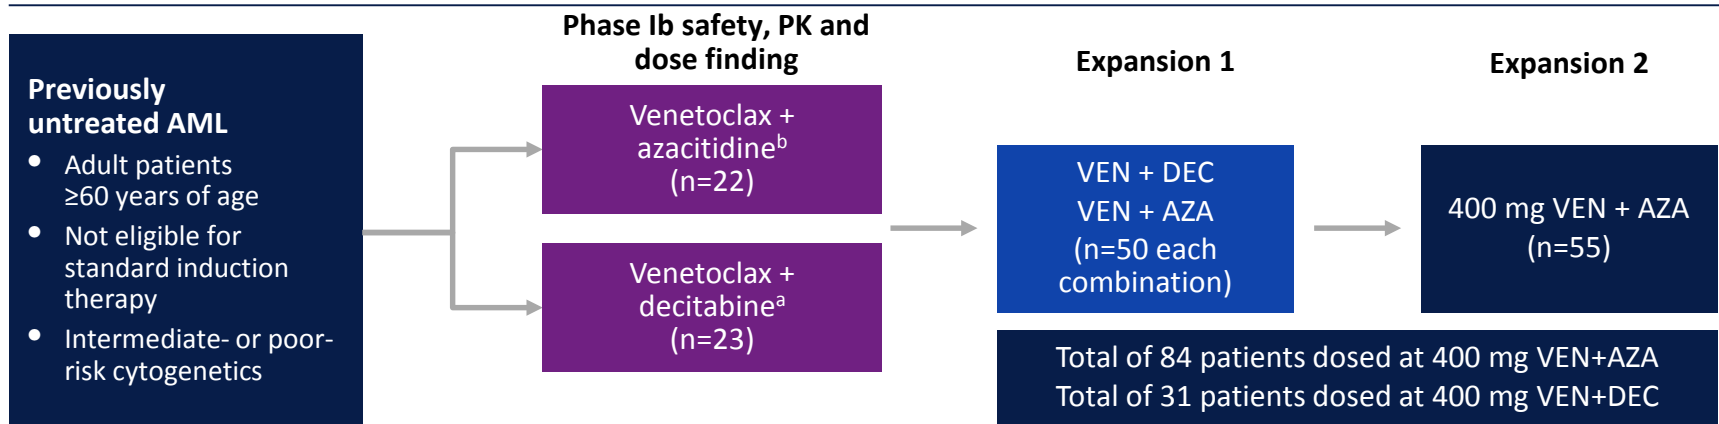 Previously
untreated AML
• Adult patients
≥60 years of age
• Not eligible for
standard induction
therapy
• Intermediate- or poor-
risk cytogenetics
Phase Ib safety, PK and
dose finding
Venetoclax +
azacitidineᵇ
(n=22)
Venetoclax +
decitabineᵃ
(n=23)
Expansion 1
VEN + DEC
VEN + AZA
(n=50 each
combination)
Expansion 2
400 mg VEN + AZA
(n=55)
Total of 84 patients dosed at 400 mg VEN+AZA
Total of 31 patients dosed at 400 mg VEN+DEC